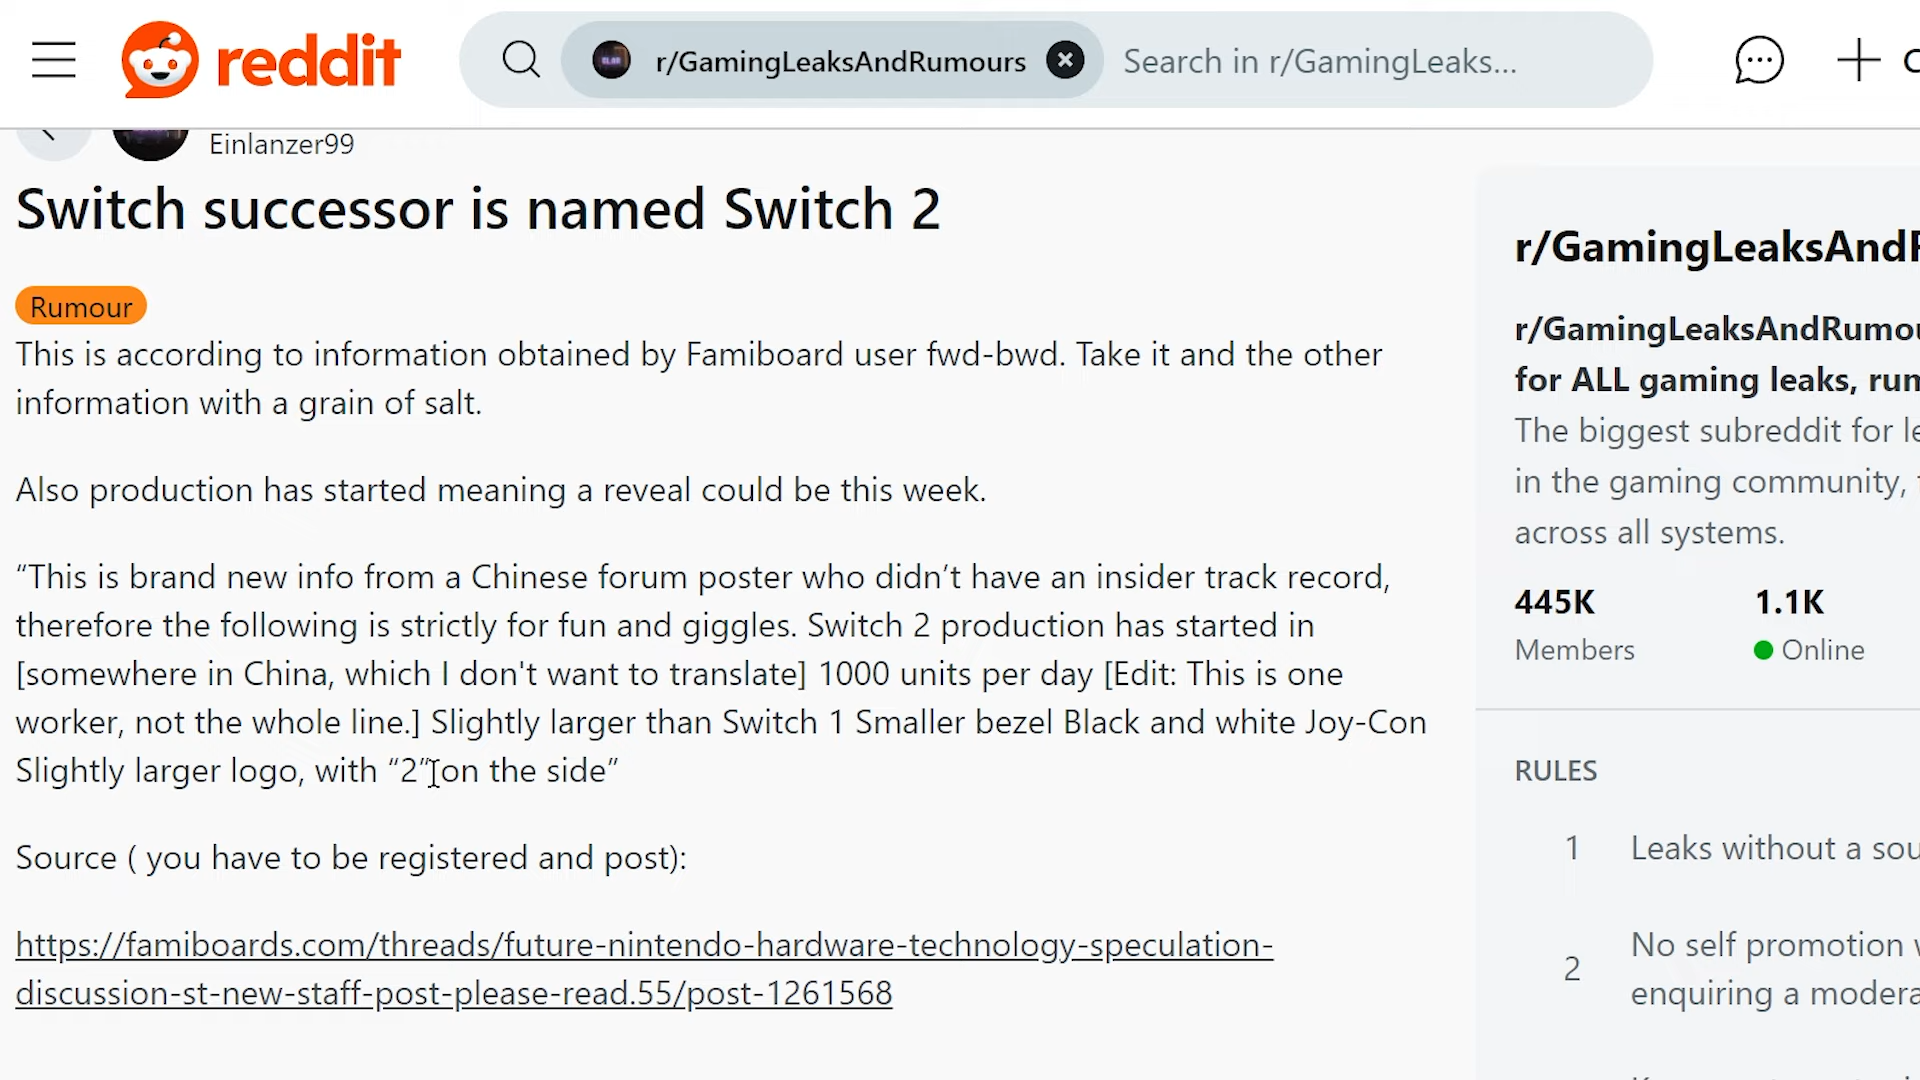 reddit
r/GamingLeaksAndRumours
Search in r/GamingLeaks...
Einlanzer99
Switch successor is named Switch 2
Rumour
This is according to information obtained by Famiboard user fwd-bwd. Take it and the other
information with a grain of salt.
Also production has started meaning a reveal could be this week.
“This is brand new info from a Chinese forum poster who didn’t have an insider track record,
therefore the following is strictly for fun and giggles. Switch 2 production has started in
[somewhere in China, which I don't want to translate] 1000 units per day [Edit: This is one
worker, not the whole line.] Slightly larger than Switch 1 Smaller bezel Black and white Joy-Con
Slightly larger logo, with “2” on the side”
Source ( you have to be registered and post):
https://famiboards.com/threads/future-nintendo-hardware-technology-speculation-
discussion-st-new-staff-post-please-read.55/post-1261568
r/GamingLeaksAnd
r/GamingLeaksAndRumou
for ALL gaming leaks, rum
The biggest subreddit for le
in the gaming community,
across all systems.
445K
Members
1.1K
Online
RULES
1
Leaks without a sou
2
No self promotion
enquiring a modera